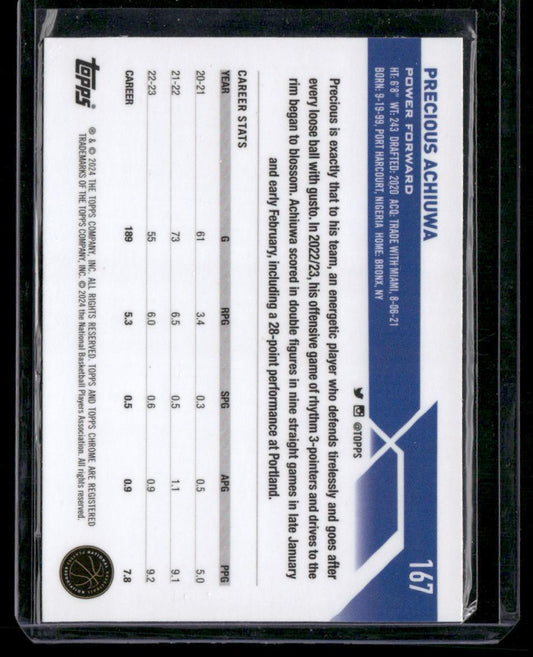 167
PRECIOUS ACHIUWA
POWER FORWARD
HT: 6'8" WT: 243 DRAFTED: 2020 ACQ: TRADE WITH MIAMI, 8-06-21
BORN: 9-19-99, PORT HARCOURT, NIGERIA HOME: BRONX, NY
@TOPPS
Precious is exactly that to his team, an energetic player who defends tirelessly and goes after
every loose ball with gusto. In 2022/23, his offensive game of rhythm 3-pointers and drives to the
rim began to blossom. Achiuwa scored in double figures in nine straight games in late January
and early February, including a 28-point performance at Portland.
CAREER STATS
YEAR G RPG SPG APG PPG
20-21 61 3.4 0.3 0.5 5.0
21-22 73 6.5 0.5 1.1 9.1
22-23 55 6.0 0.6 0.9 9.2
CAREER 189 5.3 0.5 0.9 7.8
topps
® & © 2024 THE TOPPS COMPANY, INC. ALL RIGHTS RESERVED. TOPPS AND TOPPS CHROME ARE REGISTERED
TRADEMARKS OF THE TOPPS COMPANY, INC. © 2024 the National Basketball Players Association. All rights reserved.